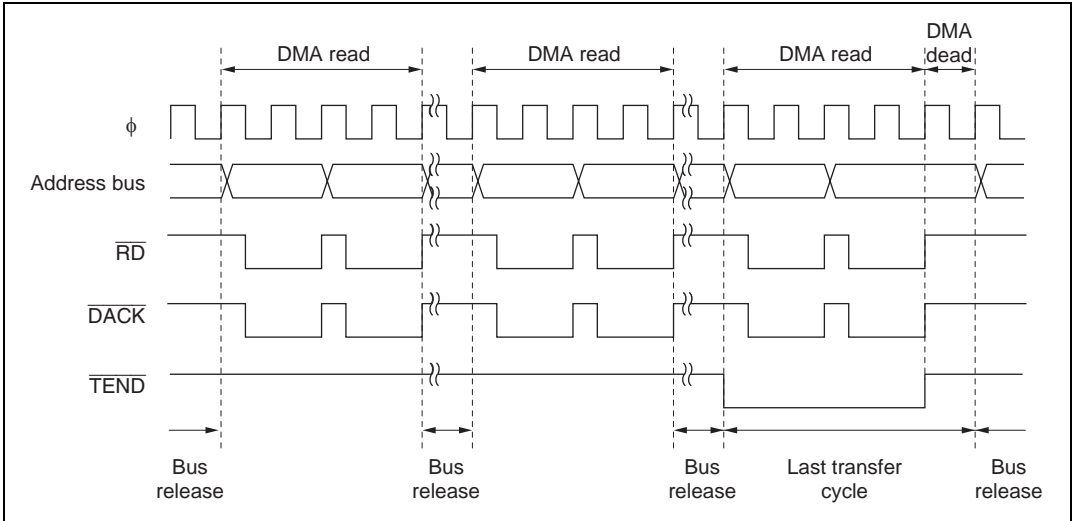 DMA read
DMA read
DMA read
DMA dead
φ
Address bus
RD
DACK
TEND
Bus release
Bus release
Bus release
Last transfer cycle
Bus release